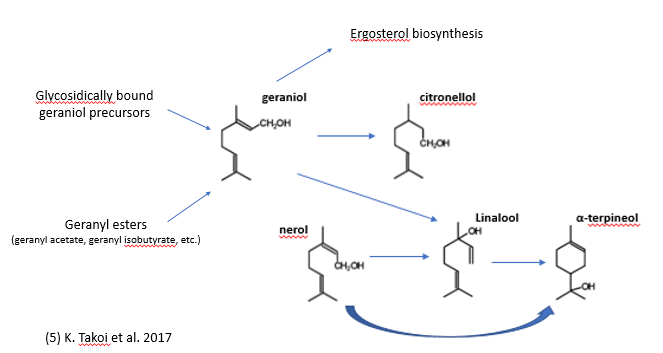 Ergosterol biosynthesis
Glycosidically bound
geraniol precursors
geraniol
citronellol
CH₂OH
CH₂OH
Geranyl esters
(geranyl acetate, geranyl isobutyrate, etc.)
nerol
Linalool
α-terpineol
OH
CH₂OH
OH
(5) K. Takoi et al. 2017